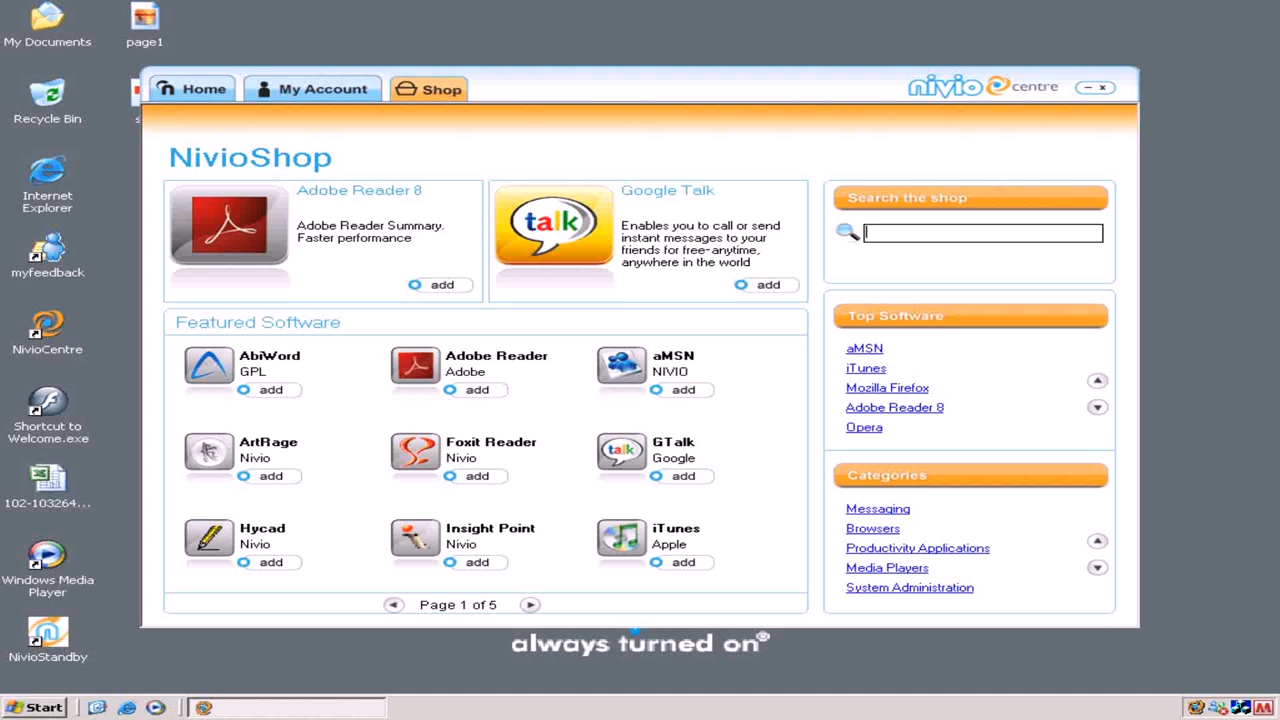 My Documents
page1
Recycle Bin
Internet
Explorer
myfeedback
NivioCentre
Shortcut to
Welcome.exe
102-103264...
Windows Media
Player
NivioStandby
Home
My Account
Shop
nivio centre
NivioShop
Adobe Reader 8
Adobe Reader Summary.
Faster performance
add
talk
Google Talk
Enables you to call or send
instant messages to your
friends for free-anytime,
anywhere in the world
add
Featured Software
AbiWord
GPL
add
Adobe Reader
Adobe
add
aMSN
NIVIO
add
ArtRage
Nivio
add
Foxit Reader
Nivio
add
talk
GTalk
Google
add
Hycad
Nivio
add
Insight Point
Nivio
add
iTunes
Apple
add
Page 1 of 5
Search the shop
Top Software
aMSN
iTunes
Mozilla Firefox
Adobe Reader 8
Opera
Categories
Messaging
Browsers
Productivity Applications
Media Players
System Administration
always turned on®
Start